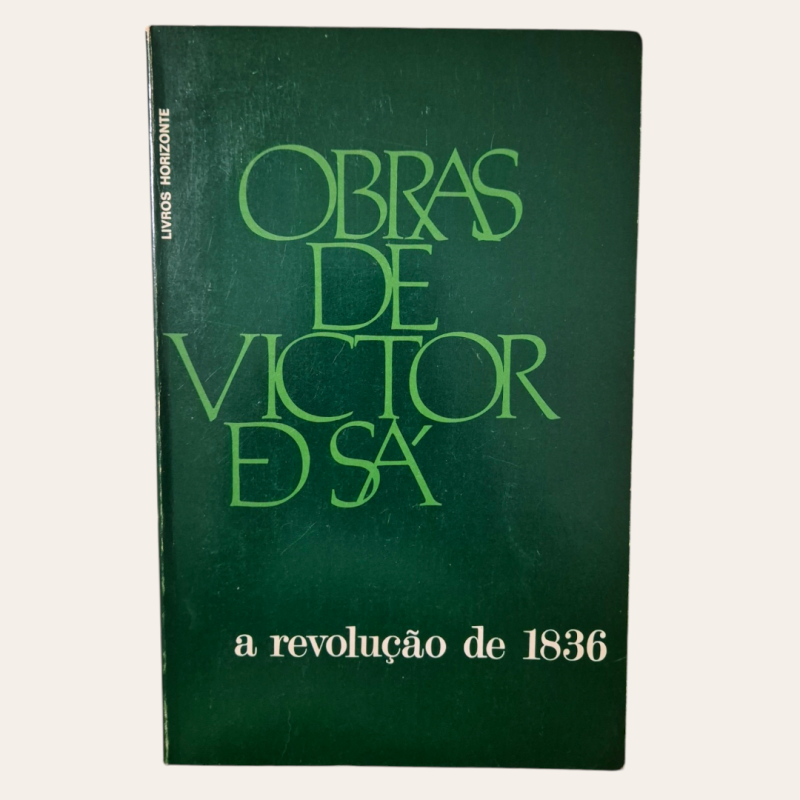 LIVROS HORIZONTE
OBRAS
DE
VICTOR
DE SÁ
a revolução de 1836